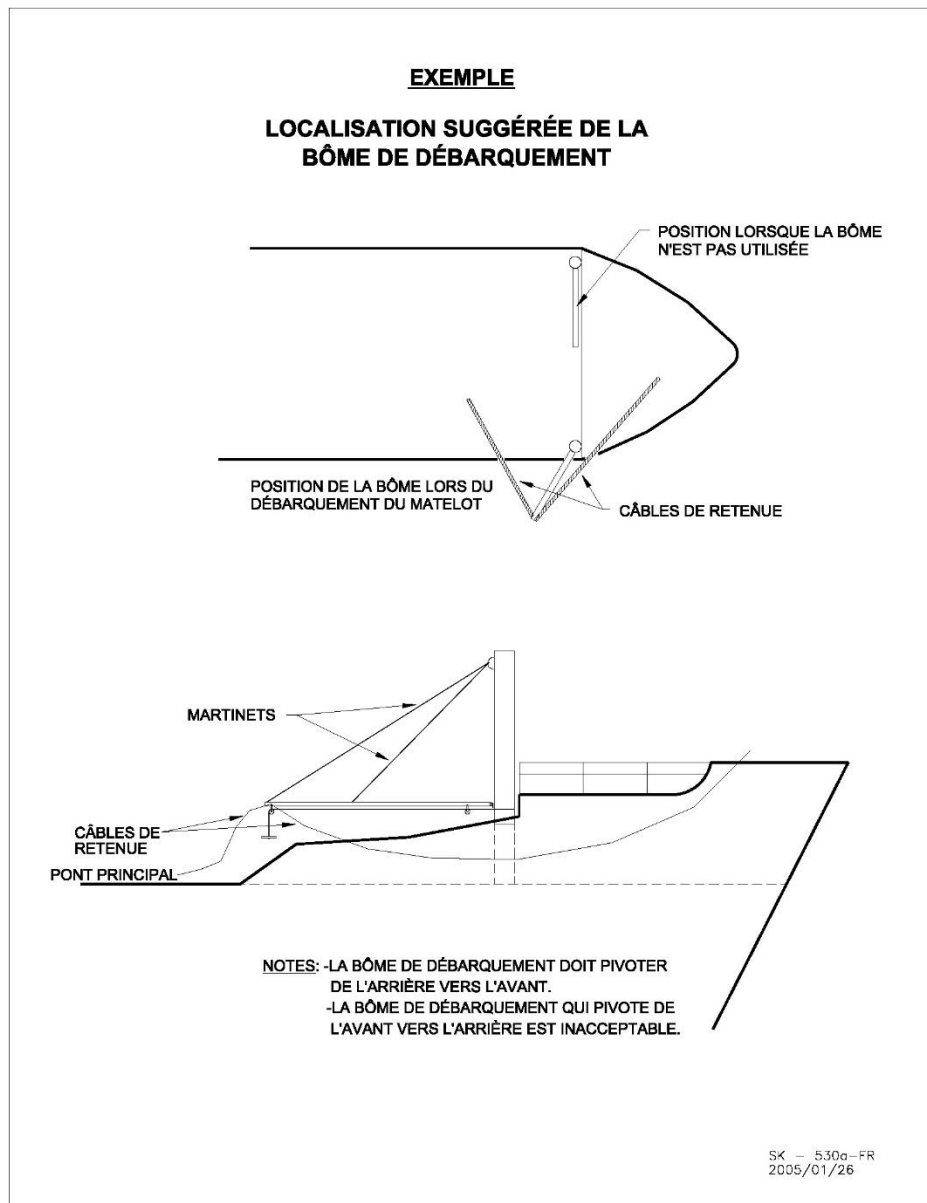 EXEMPLE
LOCALISATION SUGGÉRÉE DE LA
BÔME DE DÉBARQUEMENT
POSITION LORSQUE LA BÔME
N'EST PAS UTILISÉE
POSITION DE LA BÔME LORS DU
DÉBARQUEMENT DU MATELOT
CÂBLES DE RETENUE
MARTINETS
CÂBLES DE
RETENUE
PONT PRINCIPAL
NOTES: -LA BÔME DE DÉBARQUEMENT DOIT PIVOTER
DE L'ARRIÈRE VERS L'AVANT.
-LA BÔME DE DÉBARQUEMENT QUI PIVOTE DE
L'AVANT VERS L'ARRIÈRE EST INACCEPTABLE.
SK - 530a-FR
2005/01/26